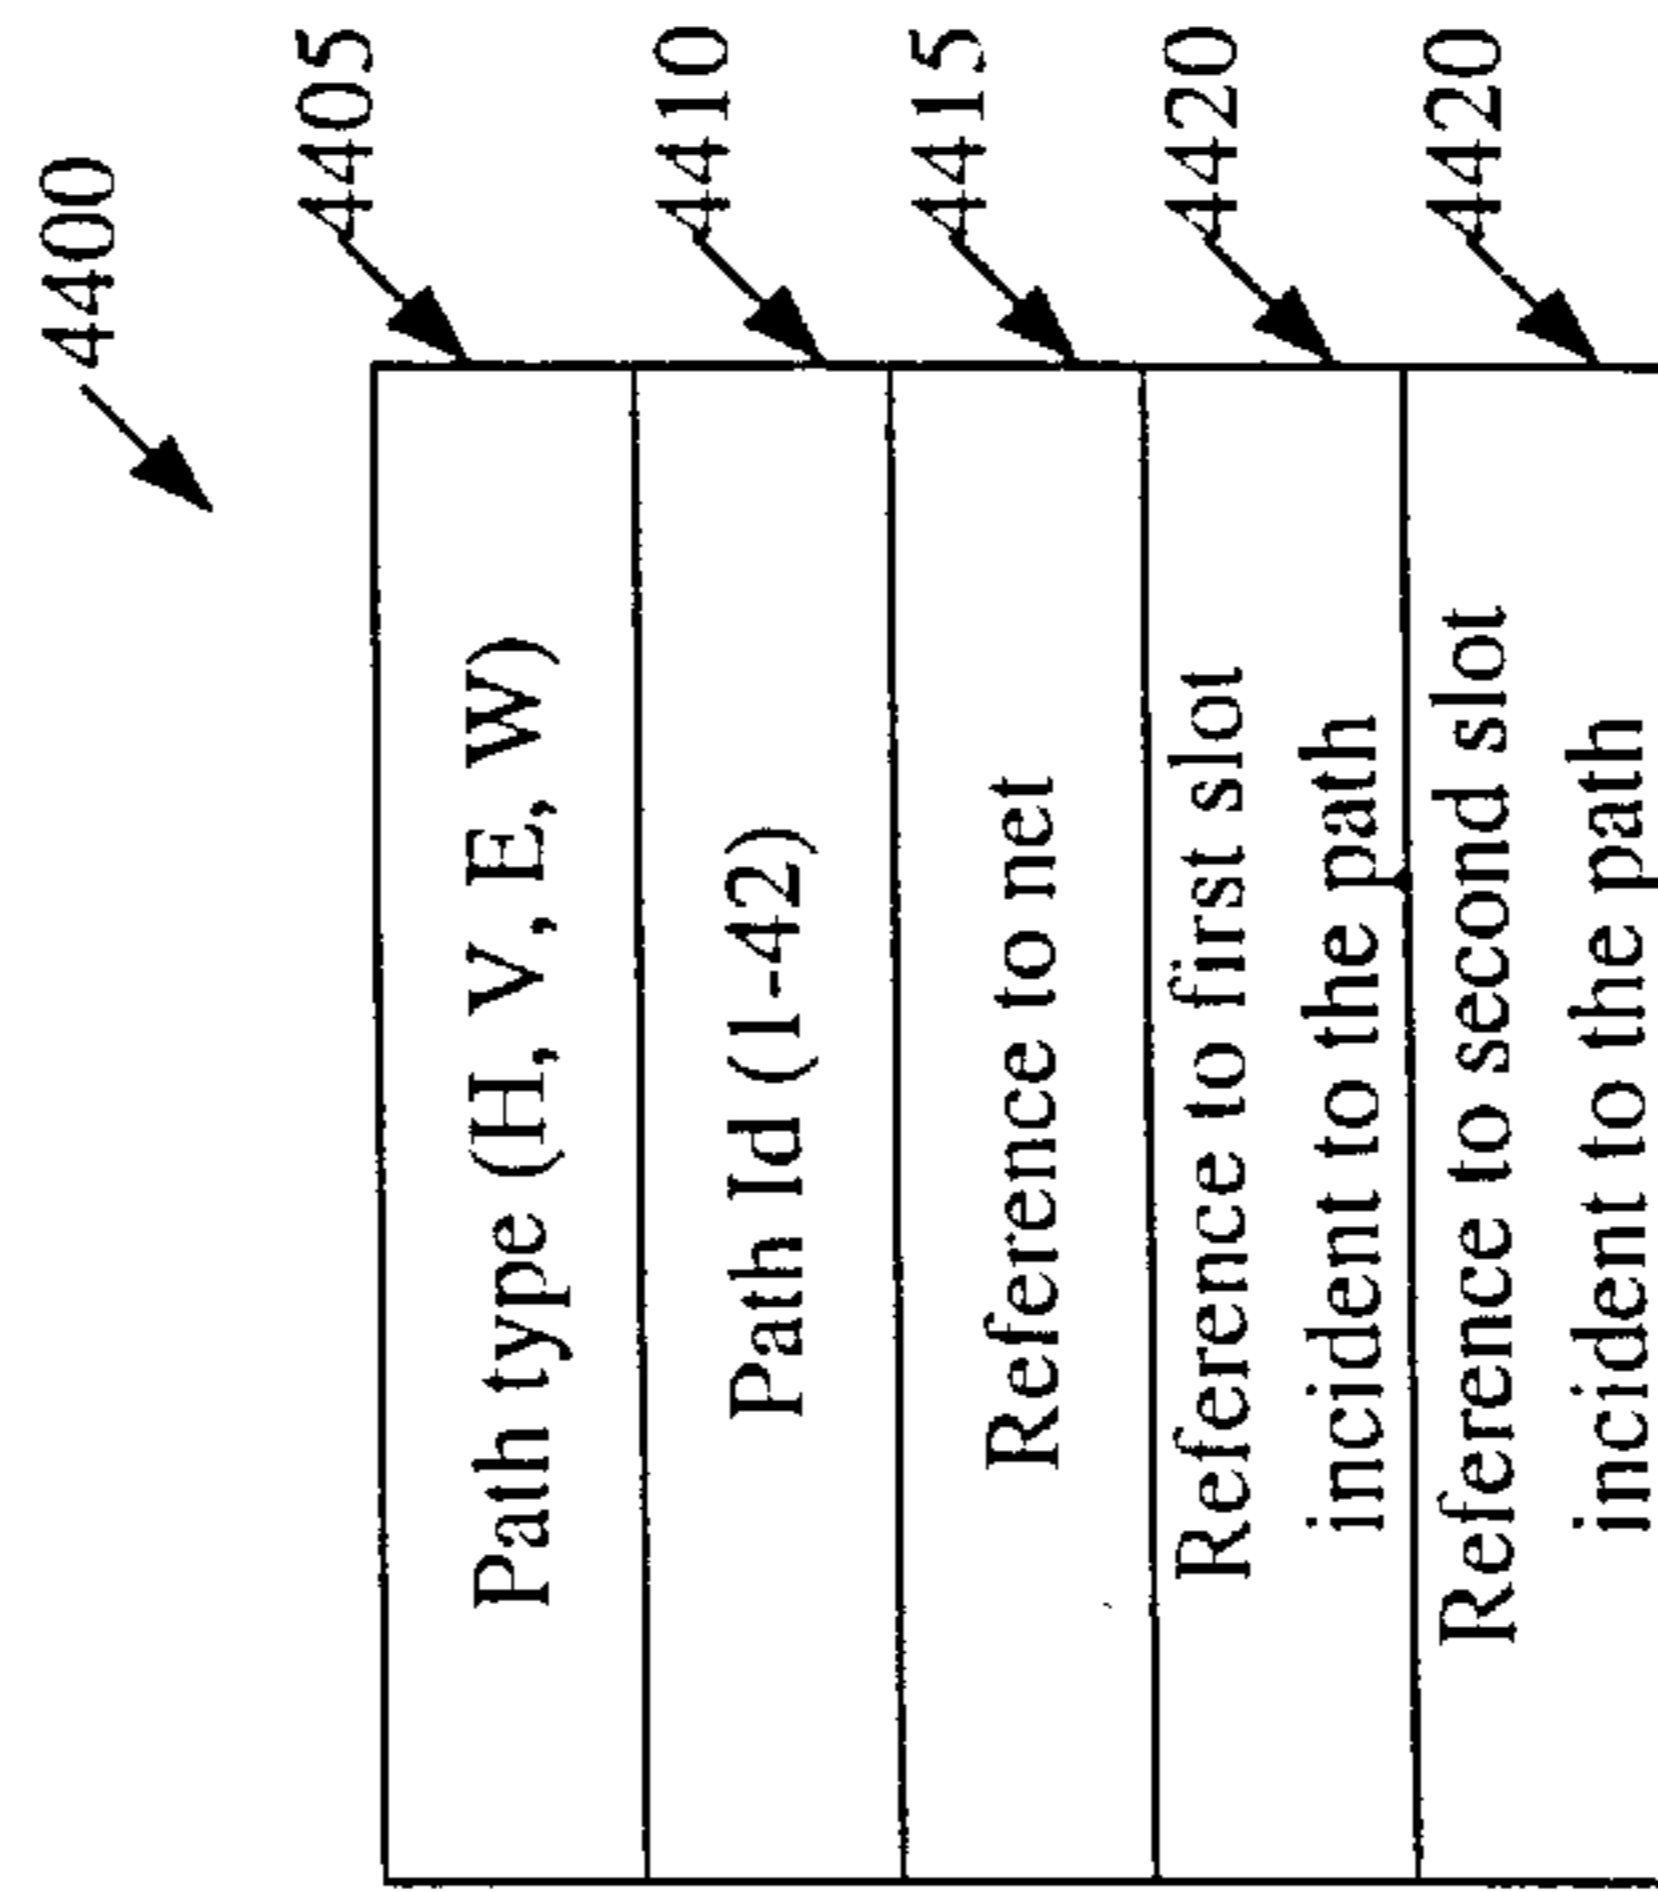 4400
Path type (H, V, E, W)
4405
Path Id (1-42)
4410
Reference to net
4415
Reference to first slot
incident to the path
4420
Reference to second slot
incident to the path
4420